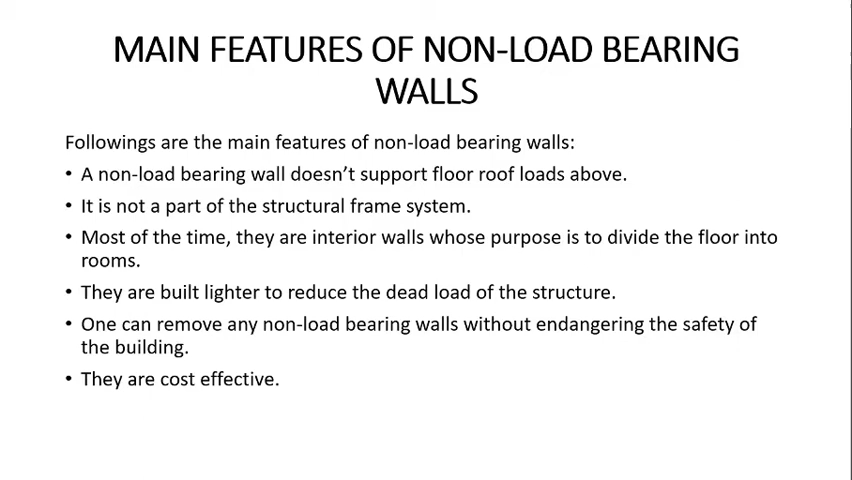 MAIN FEATURES OF NON-LOAD BEARING
WALLS
Followings are the main features of non-load bearing walls:
• A non-load bearing wall doesn't support floor roof loads above.
• It is not a part of the structural frame system.
• Most of the time, they are interior walls whose purpose is to divide the floor into
rooms.
• They are built lighter to reduce the dead load of the structure.
• One can remove any non-load bearing walls without endangering the safety of
the building.
• They are cost effective.